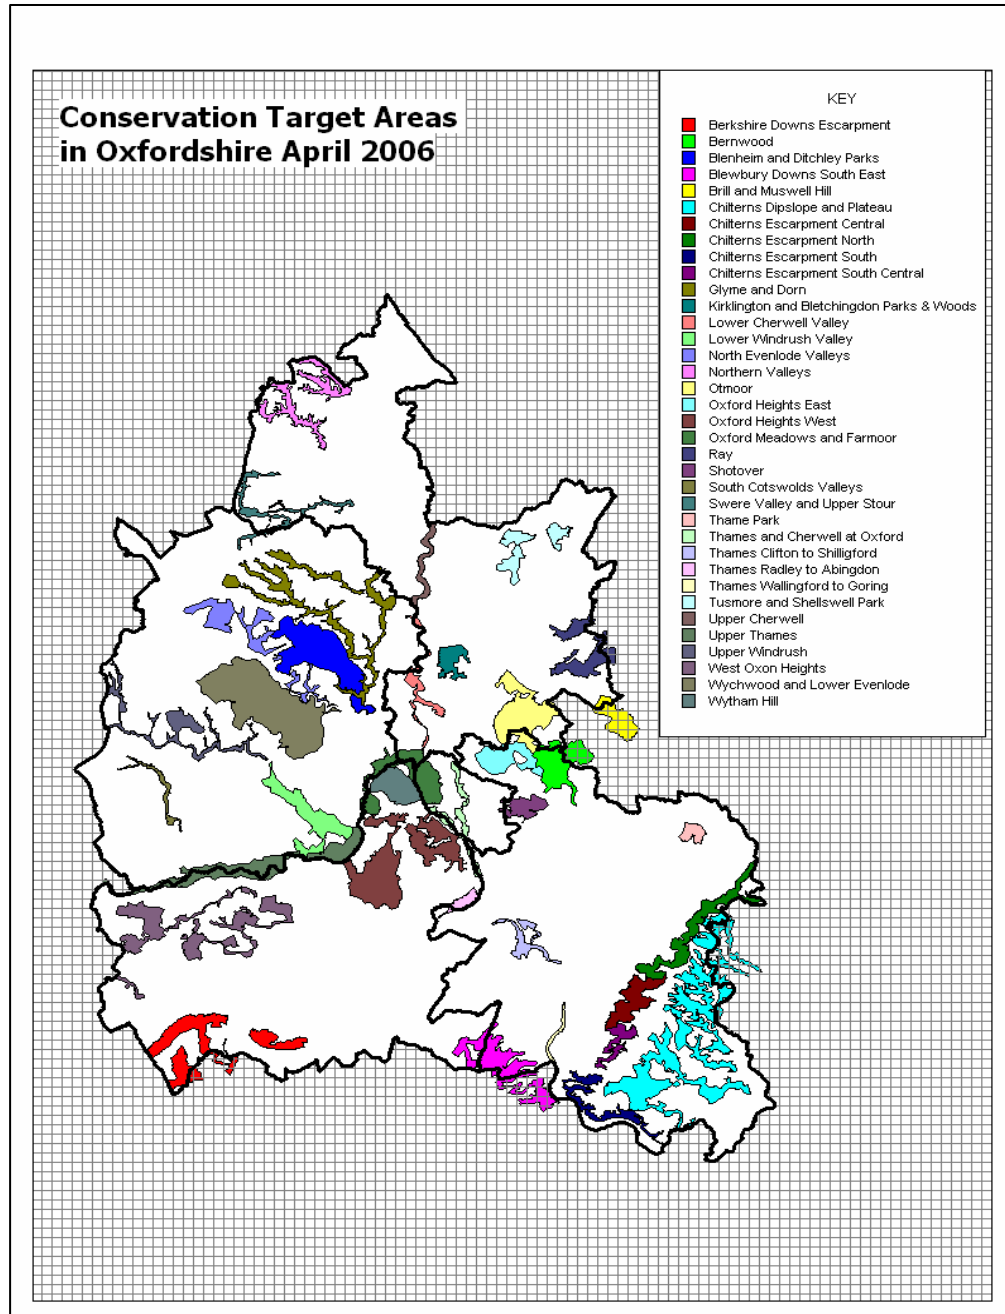 Conservation Target Areas
in Oxfordshire April 2006
KEY
Berkshire Downs Escarpment
Bernwood
Blenheim and Ditchley Parks
Blewbury Downs South East
Brill and Muswell Hill
Chilterns Dipslope and Plateau
Chilterns Escarpment Central
Chilterns Escarpment North
Chilterns Escarpment South
Chilterns Escarpment South Central
Glyme and Dorn
Kirklington and Bletchingdon Parks & Woods
Lower Cherwell Valley
Lower Windrush Valley
North Evenlode Valleys
Northern Valleys
Otmoor
Oxford Heights East
Oxford Heights West
Oxford Meadows and Farmoor
Ray
Shotover
South Cotswolds Valleys
Swere Valley and Upper Stour
Thame Park
Thames and Cherwell at Oxford
Thames Clifton to Shilligford
Thames Radley to Abingdon
Thames Wallingford to Goring
Tusmore and Shellswell Park
Upper Cherwell
Upper Thames
Upper Windrush
West Oxon Heights
Wychwood and Lower Evenlode
Wytham Hill